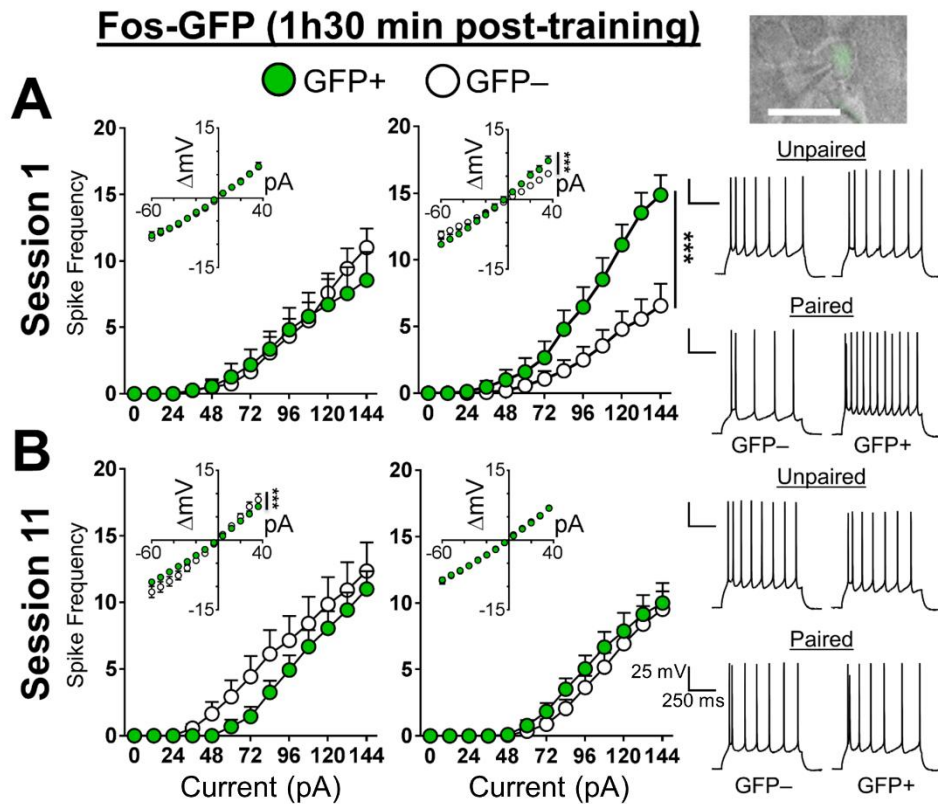 Fos-GFP (1h30 min post-training)
GFP+ GFP–
A
Session 1
Spike Frequency
20
15
10
5
0
0 24 48 72 96 120 144
15
ΔmV
pA
-60 40
-15
20
15
10
5
0
0 24 48 72 96 120 144
15
ΔmV
pA
-60 40
-15
***
***
Unpaired
Paired
GFP– GFP+
B
Session 11
Spike Frequency
20
15
10
5
0
0 24 48 72 96 120 144
Current (pA)
15
ΔmV
pA
-60 40
-15
***
20
15
10
5
0
0 24 48 72 96 120 144
Current (pA)
15
ΔmV
pA
-60 40
-15
Unpaired
Paired
25 mV
250 ms
GFP– GFP+